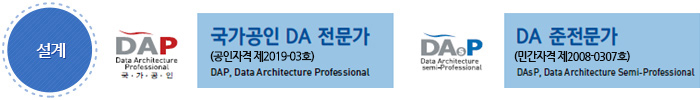 설계
DAP
Data Architecture
Professional
국·가·공·인
국가공인 DA 전문가
(공인자격 제2019-03호)
DAP, Data Architecture Professional
DAsP
Data Architecture
semi-Professional
DA 준전문가
(민간자격 제2008-0307호)
DAsP, Data Architecture Semi-Professional